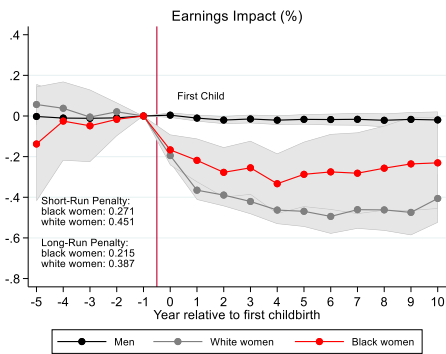 Earnings Impact (%)
.4
.2
0
-.2
-.4
-.6
-.8
First Child
Short-Run Penalty:
black women: 0.271
white women: 0.451
Long-Run Penalty:
black women: 0.215
white women: 0.387
-5 -4 -3 -2 -1 0 1 2 3 4 5 6 7 8 9 10
Year relative to first childbirth
Men White women Black women